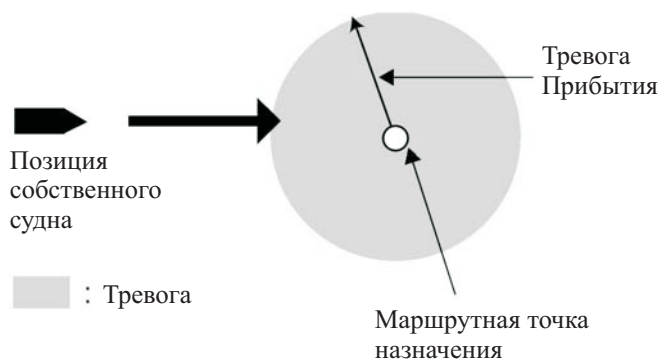 Тревога
Прибытия
Позиция
собственного
судна
: Тревога
Маршрутная точка
назначения